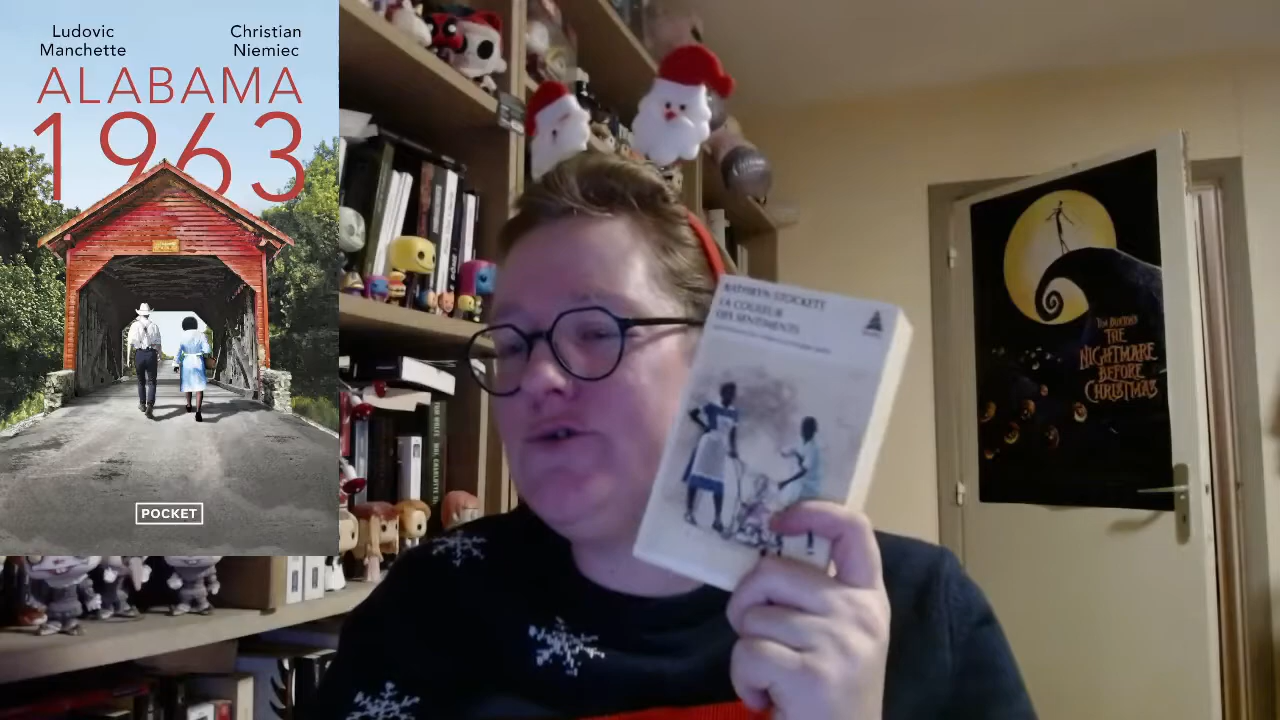 Ludovic
Manchette
Christian
Niemiec
ALABAMA
1963
POCKET
KATHRYN STOCKETT
LA COULEUR
DES SENTIMENTS
TIM BURTON'S
THE
NIGHTMARE
BEFORE
CHRISTMAS